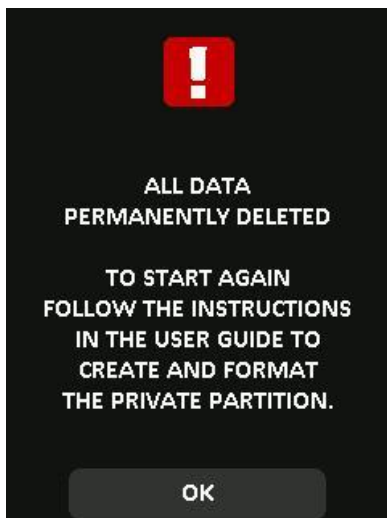 ALL DATA
PERMANENTLY DELETED
TO START AGAIN
FOLLOW THE INSTRUCTIONS
IN THE USER GUIDE TO
CREATE AND FORMAT
THE PRIVATE PARTITION.
OK